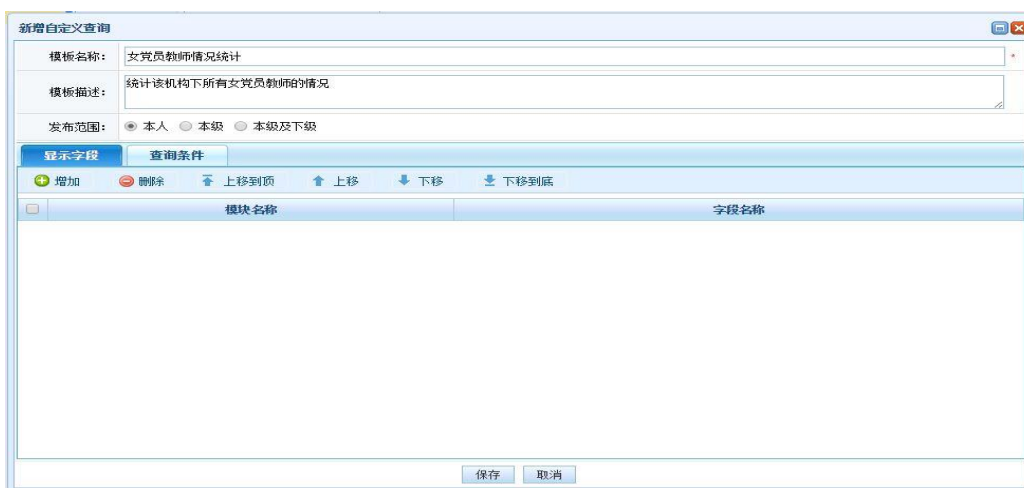 新增自定义查询
模板名称： 女党员教师情况统计 *
模板描述： 统计该机构下所有女党员教师的情况
发布范围： 本人 本级 本级及下级
显示字段 查询条件
增加 删除 上移到顶 上移 下移 下移到底
模块名称 字段名称
保存 取消